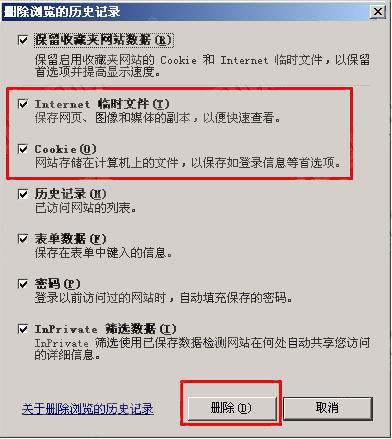 删除浏览的历史记录
保留收藏夹网站数据(R)
保留启用收藏夹网站的 Cookie 和 Internet 临时文件，以保留
首选项并提高显示速度。
Internet 临时文件(T)
保存网页、图像和媒体的副本，以便快速查看。
Cookie(O)
网站存储在计算机上的文件，以保存如登录信息等首选项。
历史记录(H)
已访问网站的列表。
表单数据(F)
保存在表单中键入的信息。
密码(P)
登录以前访问过的网站时，自动填充保存的密码。
InPrivate 筛选数据(I)
InPrivate 筛选使用已保存数据检测网站在何处自动共享您访问
的详细信息。
关于删除浏览的历史记录 删除(D) 取消